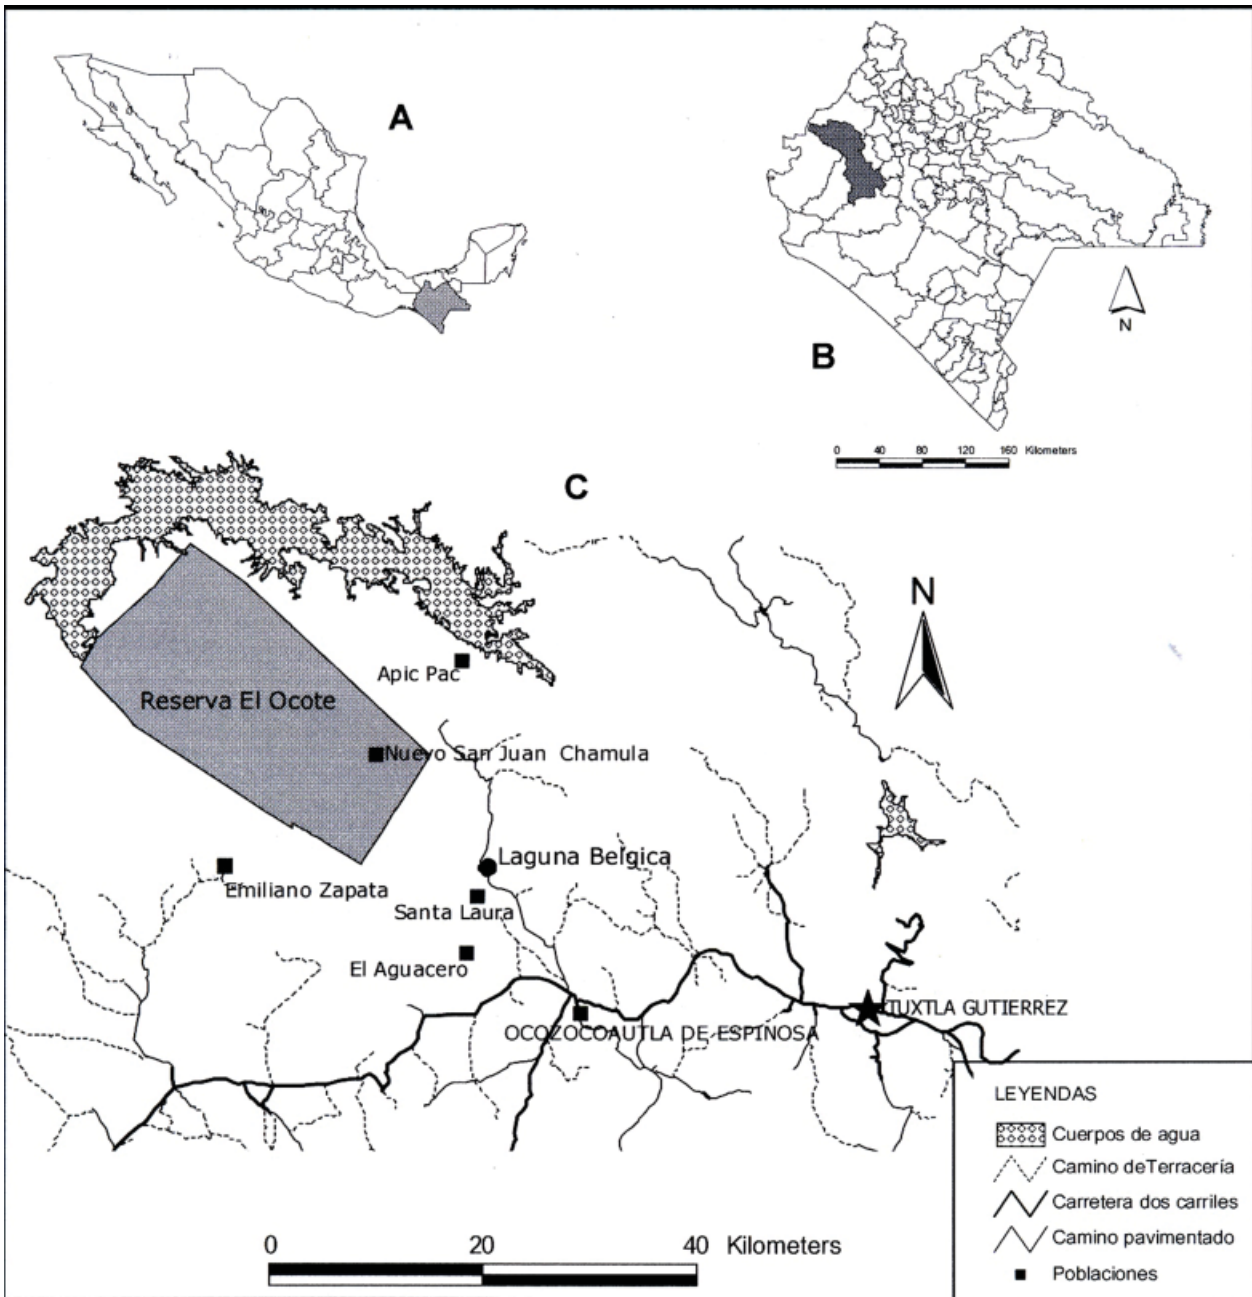 A
B
N
0 40 80 120 160 Kilometers
C
N
Apic Pac
Reserva El Ocote
Nuevo San Juan Chamula
Laguna Belgica
Emiliano Zapata
Santa Laura
El Aguacero
TUXTLA GUTIERREZ
OCOZOCOAUTLA DE ESPINOSA
LEYENDAS
Cuerpos de agua
Camino deTerracería
Carretera dos carriles
Camino pavimentado
Poblaciones
0 20 40 Kilometers